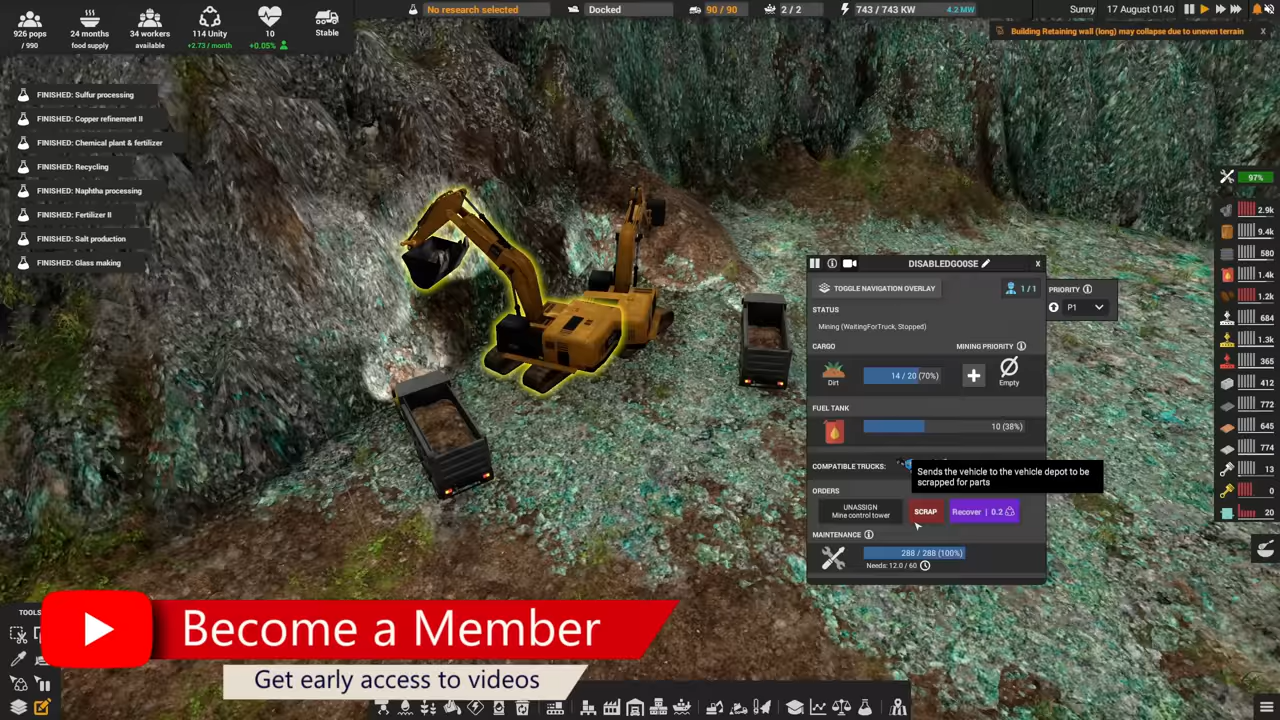 926 pops
/ 990
24 months
food supply
34 workers
available
114 Unity
+2.73 / month
10
+0.05%
Stable
No research selected
Docked
90 / 90
2 / 2
743 / 743 KW
4.2 MW
Sunny
17 August 0140
Building Retaining wall (long) may collapse due to uneven terrain
x
FINISHED: Sulfur processing
FINISHED: Copper refinement II
FINISHED: Chemical plant & fertilizer
FINISHED: Recycling
FINISHED: Naphtha processing
FINISHED: Fertilizer II
FINISHED: Salt production
FINISHED: Glass making
DISABLEDGO0SE
x
TOGGLE NAVIGATION OVERLAY
1 / 1
PRIORITY
P1
STATUS
Mining (WaitingForTruck, Stopped)
CARGO
MINING PRIORITY
Dirt
14 / 20 (70%)
Empty
FUEL TANK
10 (38%)
COMPATIBLE TRUCKS:
Sends the vehicle to the vehicle depot to be
scrapped for parts
ORDERS
UNASSIGN
Mine control tower
SCRAP
Recover | 0.2
MAINTENANCE
288 / 288 (100%)
Needs: 12.0 / 60
97%
2.9k
9.4k
580
1.4k
1.2k
684
1.3k
365
412
772
645
774
13
0
20
TOOLS
Become a Member
Get early access to videos